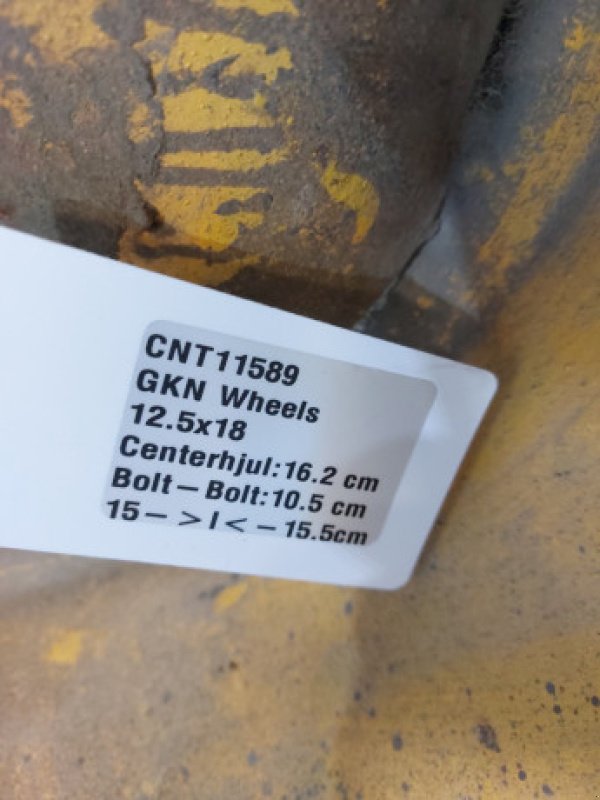 CNT11589
GKN Wheels
12.5x18
Centerhjul:16.2 cm
Bolt–Bolt:10.5 cm
15–>I<–15.5cm